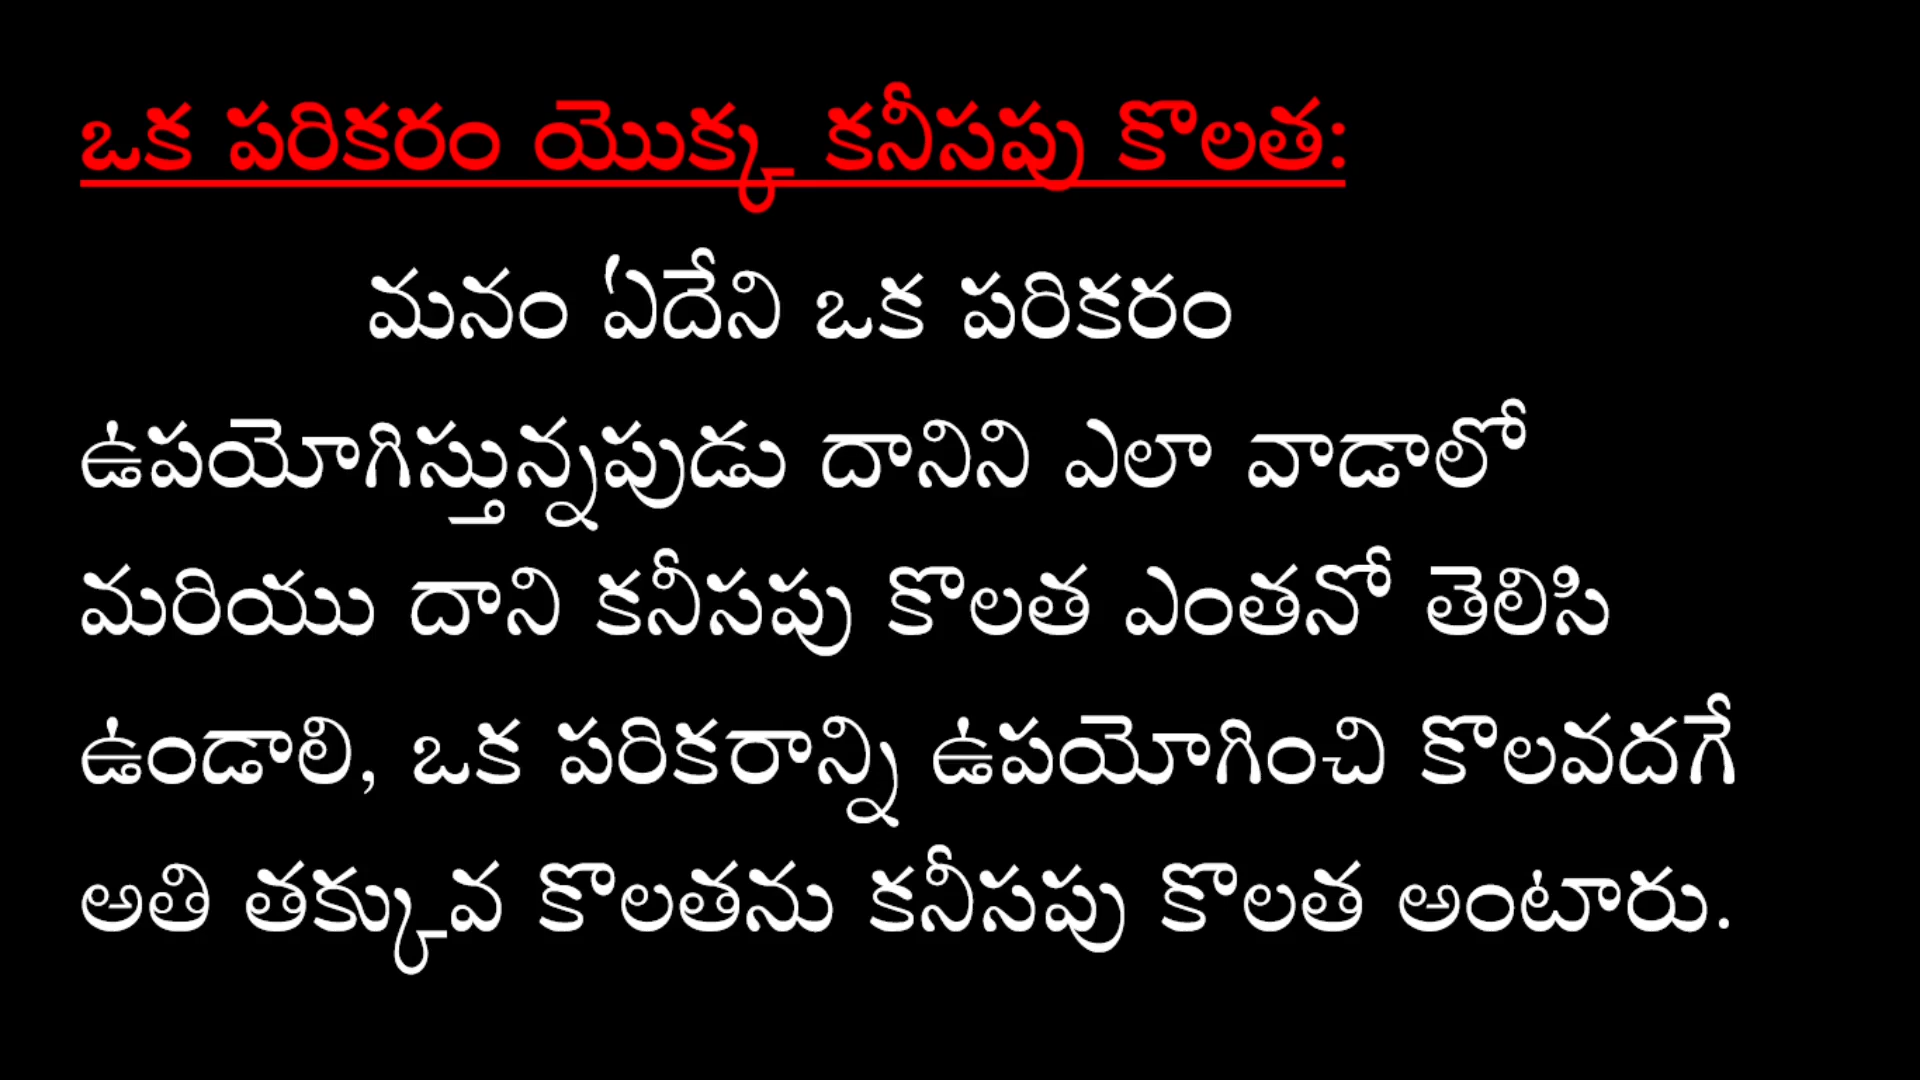 ఒక పరికరం యొక్క కనీసపు కొలత:
మనం ఏదేని ఒక పరికరం
ఉపయోగిస్తున్నపుడు దానిని ఎలా వాడాలో
మరియు దాని కనీసపు కొలత ఎంతనో తెలిసి
ఉండాలి, ఒక పరికరాన్ని ఉపయోగించి కొలవదగే
అతి తక్కువ కొలతను కనీసపు కొలత అంటారు.